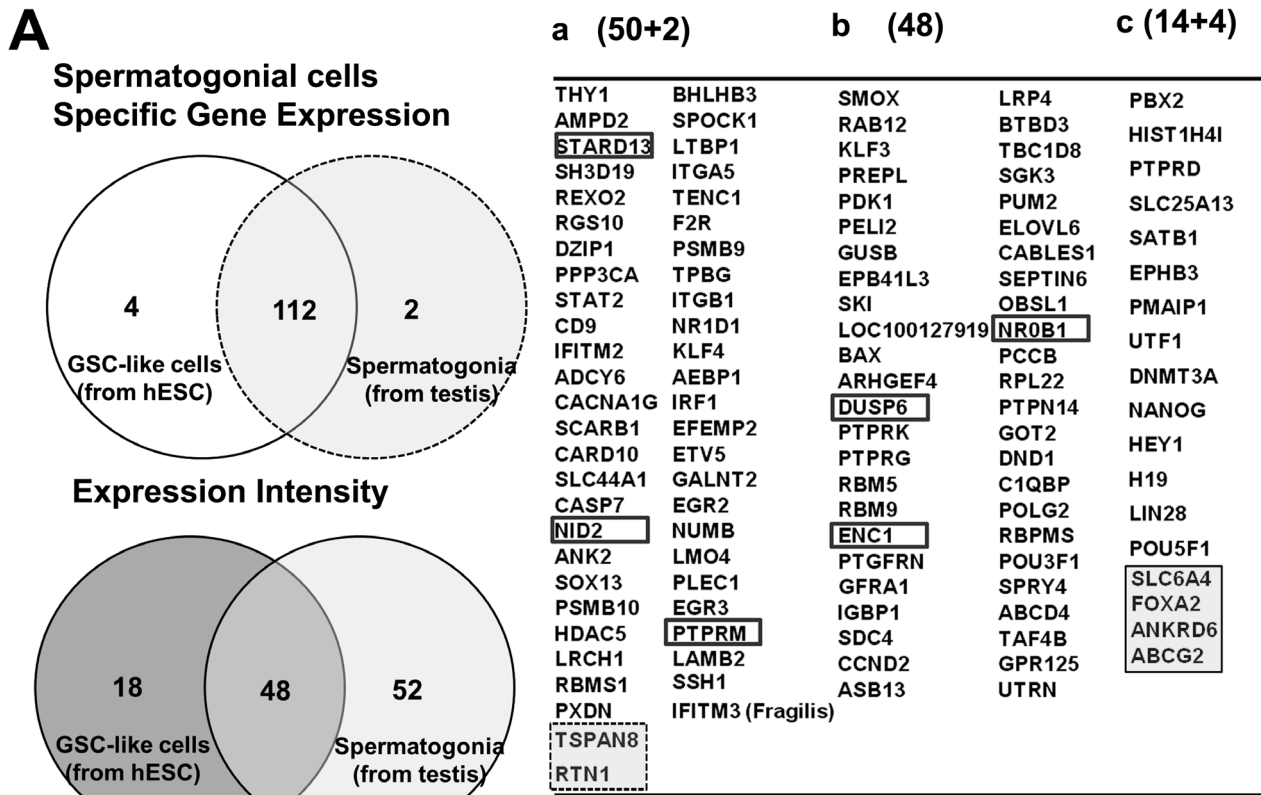 A
Spermatogonial cells
Specific Gene Expression
4
112
2
GSC-like cells
(from hESC)
Spermatogonia
(from testis)
Expression Intensity
18
48
52
GSC-like cells
(from hESC)
Spermatogonia
(from testis)
a (50+2)
THY1
AMPD2
STARD13
SH3D19
REXO2
RGS10
DZIP1
PPP3CA
STAT2
CD9
IFITM2
ADCY6
CACNA1G
SCARB1
CARD10
SLC44A1
CASP7
NID2
ANK2
SOX13
PSMB10
HDAC5
LRCH1
RBMS1
PXDN
TSPAN8
RTN1
BHLHB3
SPOCK1
LTBP1
ITGA5
TENC1
F2R
PSMB9
TPBG
ITGB1
NR1D1
KLF4
AEBP1
IRF1
EFEMP2
ETV5
GALNT2
EGR2
NUMB
LMO4
PLEC1
EGR3
PTPRM
LAMB2
SSH1
IFITM3 (Fragilis)
b (48)
SMOX
RAB12
KLF3
PREPL
PDK1
PELI2
GUSB
EPB41L3
SKI
LOC100127919
BAX
ARHGEF4
DUSP6
PTPRK
PTPRG
RBM5
RBM9
ENC1
PTGFRN
GFRA1
IGBP1
SDC4
CCND2
ASB13
LRP4
BTBD3
TBC1D8
SGK3
PUM2
ELOVL6
CABLES1
SEPTIN6
OBSL1
NR0B1
PCCB
RPL22
PTPN14
GOT2
DND1
C1QBP
POLG2
RBPMS
POU3F1
SPRY4
ABCD4
TAF4B
GPR125
UTRN
c (14+4)
PBX2
HIST1H4I
PTPRD
SLC25A13
SATB1
EPHB3
PMAIP1
UTF1
DNMT3A
NANOG
HEY1
H19
LIN28
POU5F1
SLC6A4
FOXA2
ANKRD6
ABCG2